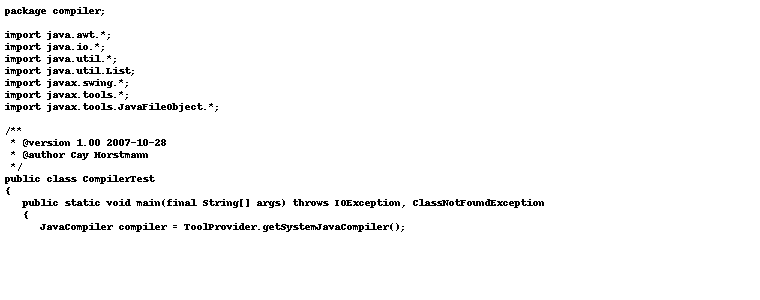 package compiler;

import java.awt.*;
import java.io.*;
import java.util.*;
import java.util.List;
import javax.swing.*;
import javax.tools.*;
import javax.tools.JavaFileObject.*;

/**
 * @version 1.00 2007-10-28
 * @author Cay Horstmann
 */
public class CompilerTest
{
   public static void main(final String[] args) throws IOException, ClassNotFoundException
   {
      JavaCompiler compiler = ToolProvider.getSystemJavaCompiler();